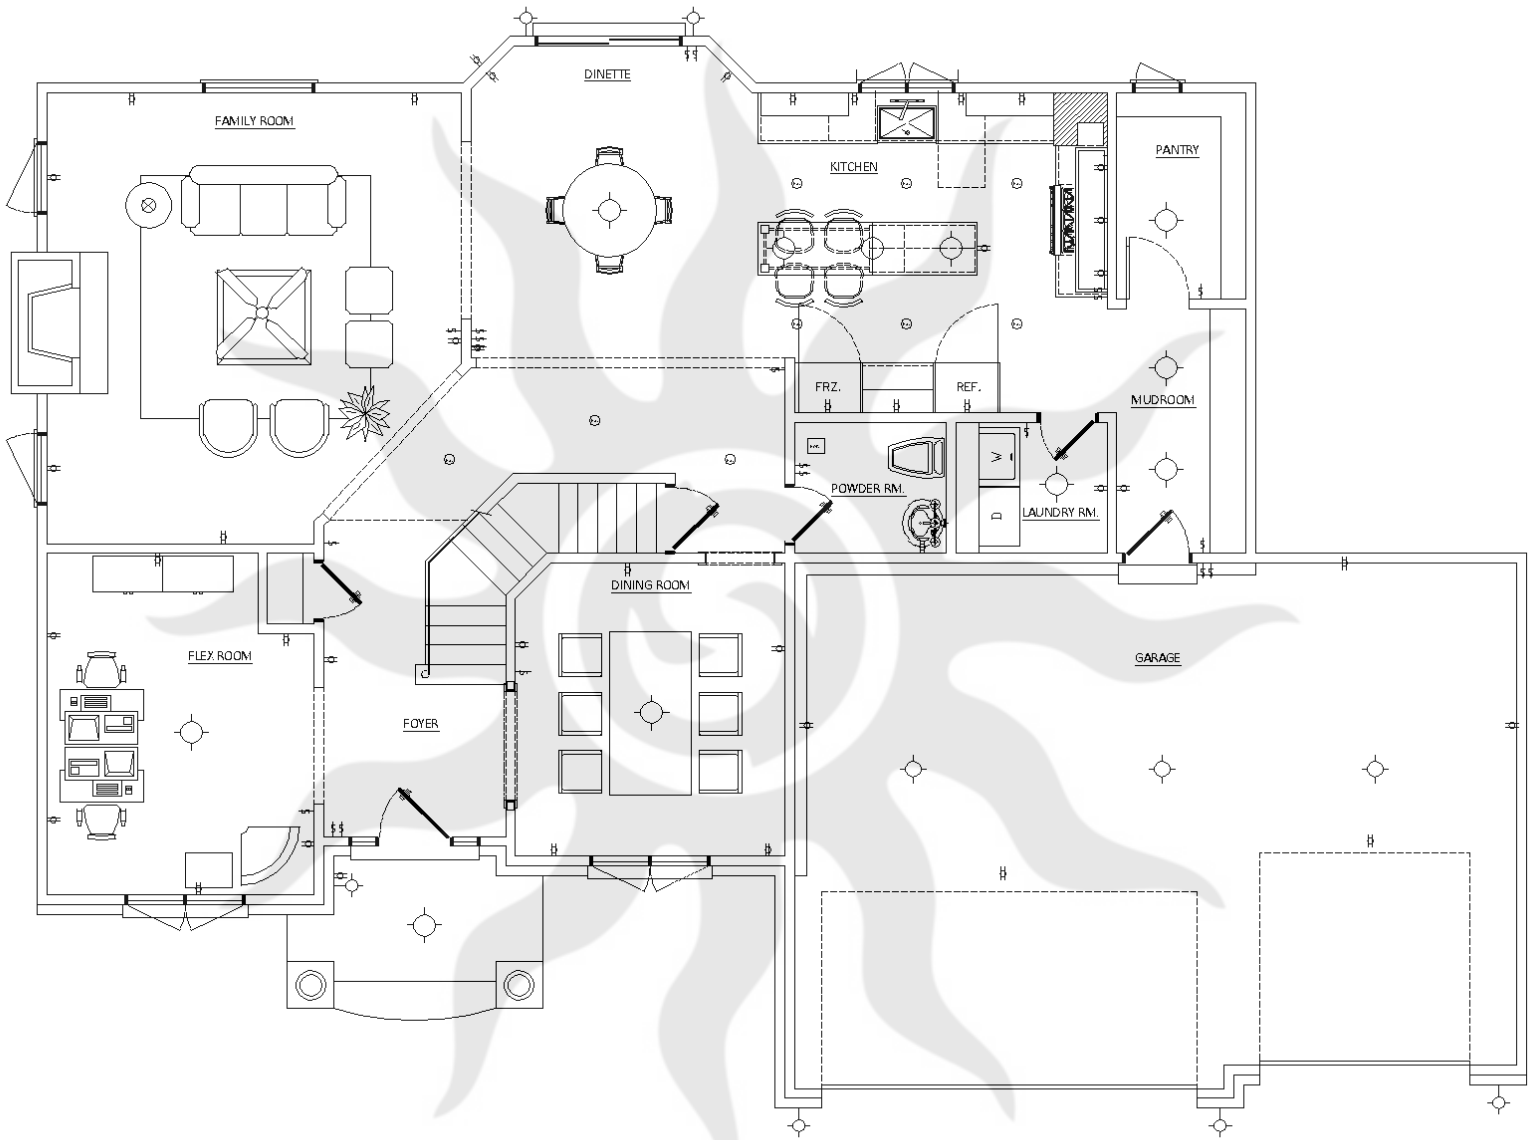 DINETTE
FAMILY ROOM
KITCHEN
PANTRY
FRZ.
REF.
MUDROOM
W
POWDER RM.
LAUNDRY RM.
D
DINING ROOM
FLEX ROOM
GARAGE
FOYER